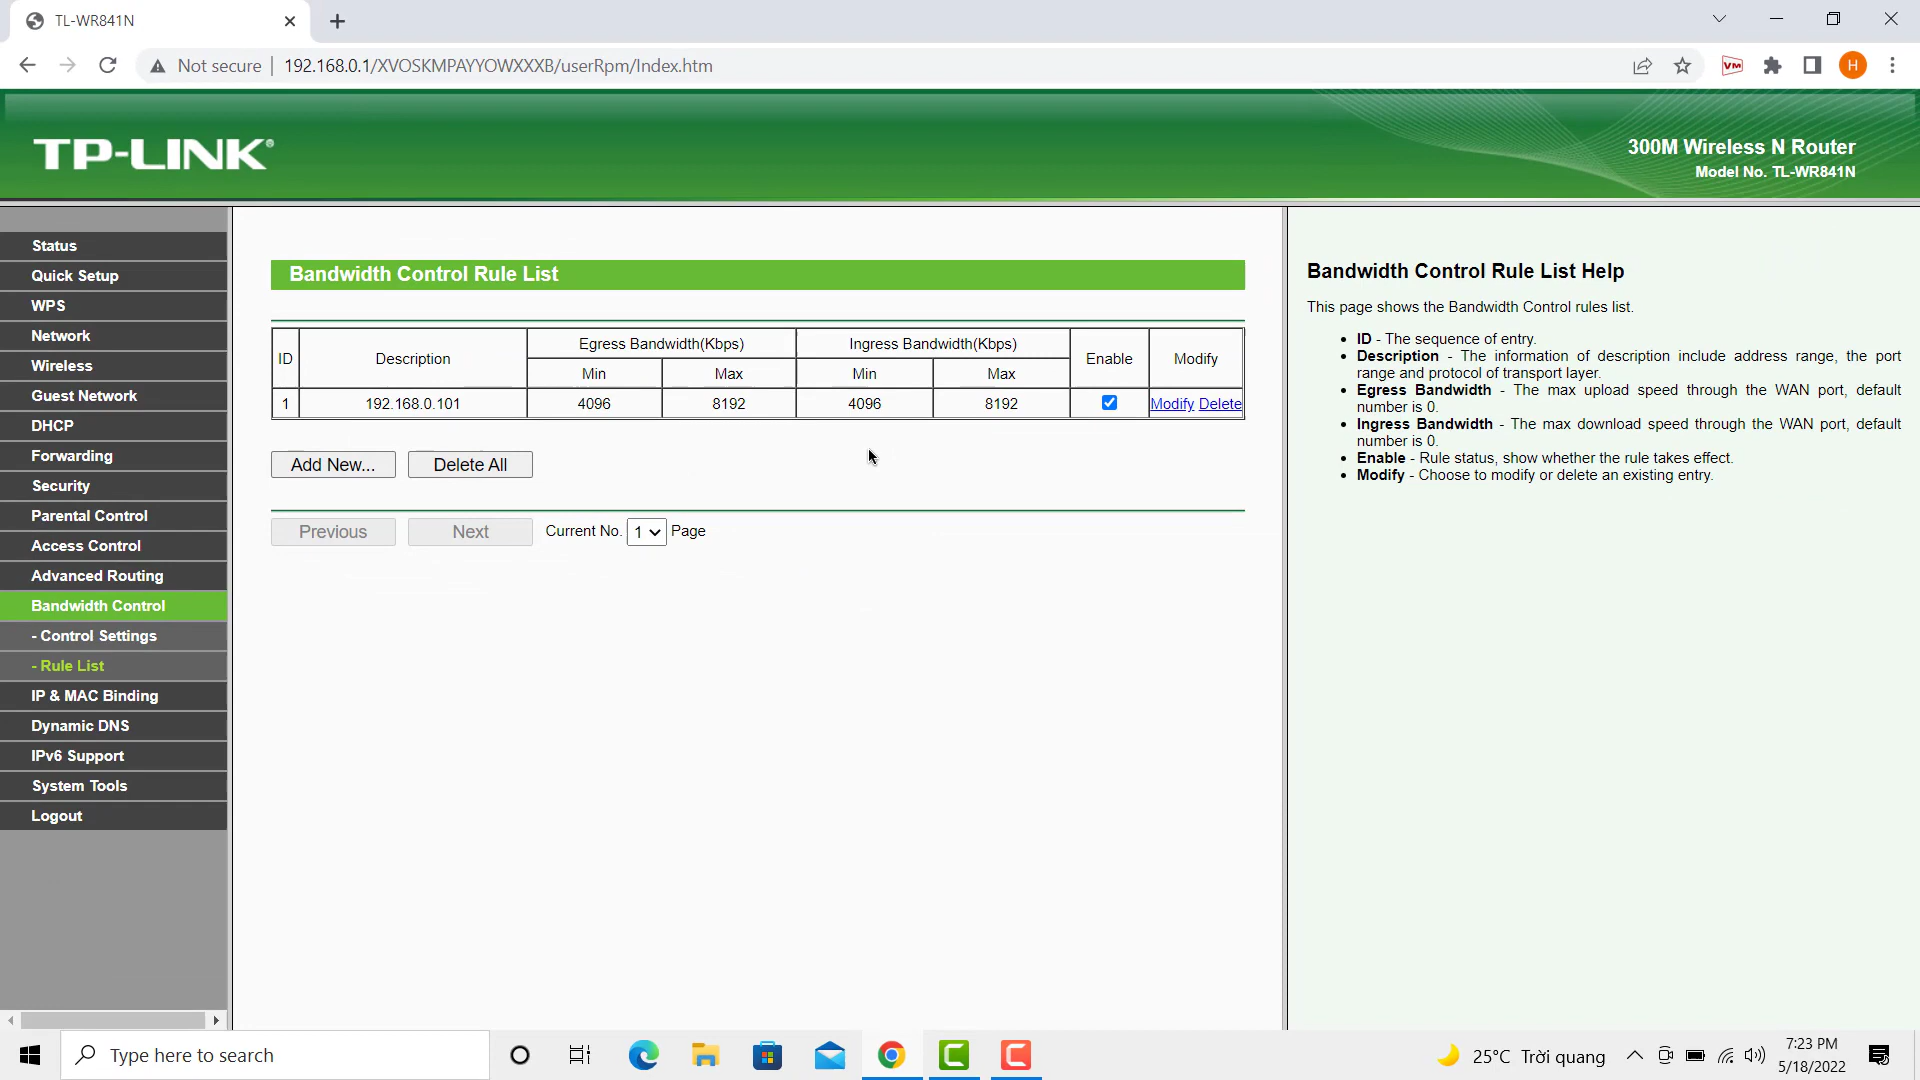 TL-WR841N
Not secure
192.168.0.1/XVOSKMPAYYOWXXXB/userRpm/Index.htm
VM
H
TP-LINK®
300M Wireless N Router
Model No. TL-WR841N
Status
Quick Setup
WPS
Network
Wireless
Guest Network
DHCP
Forwarding
Security
Parental Control
Access Control
Advanced Routing
Bandwidth Control
- Control Settings
- Rule List
IP & MAC Binding
Dynamic DNS
IPv6 Support
System Tools
Logout
Bandwidth Control Rule List
ID Description Egress Bandwidth(Kbps) Ingress Bandwidth(Kbps) Enable Modify
Min Max Min Max
1 192.168.0.101 4096 8192 4096 8192 Modify Delete
Add New... Delete All
Previous Next Current No. 1 Page
Bandwidth Control Rule List Help
This page shows the Bandwidth Control rules list.
• ID - The sequence of entry.
• Description - The information of description include address range, the port
range and protocol of transport layer.
• Egress Bandwidth - The max upload speed through the WAN port, default
number is 0.
• Ingress Bandwidth - The max download speed through the WAN port, default
number is 0.
• Enable - Rule status, show whether the rule takes effect.
• Modify - Choose to modify or delete an existing entry.
Type here to search
25°C Trời quang
7:23 PM
5/18/2022